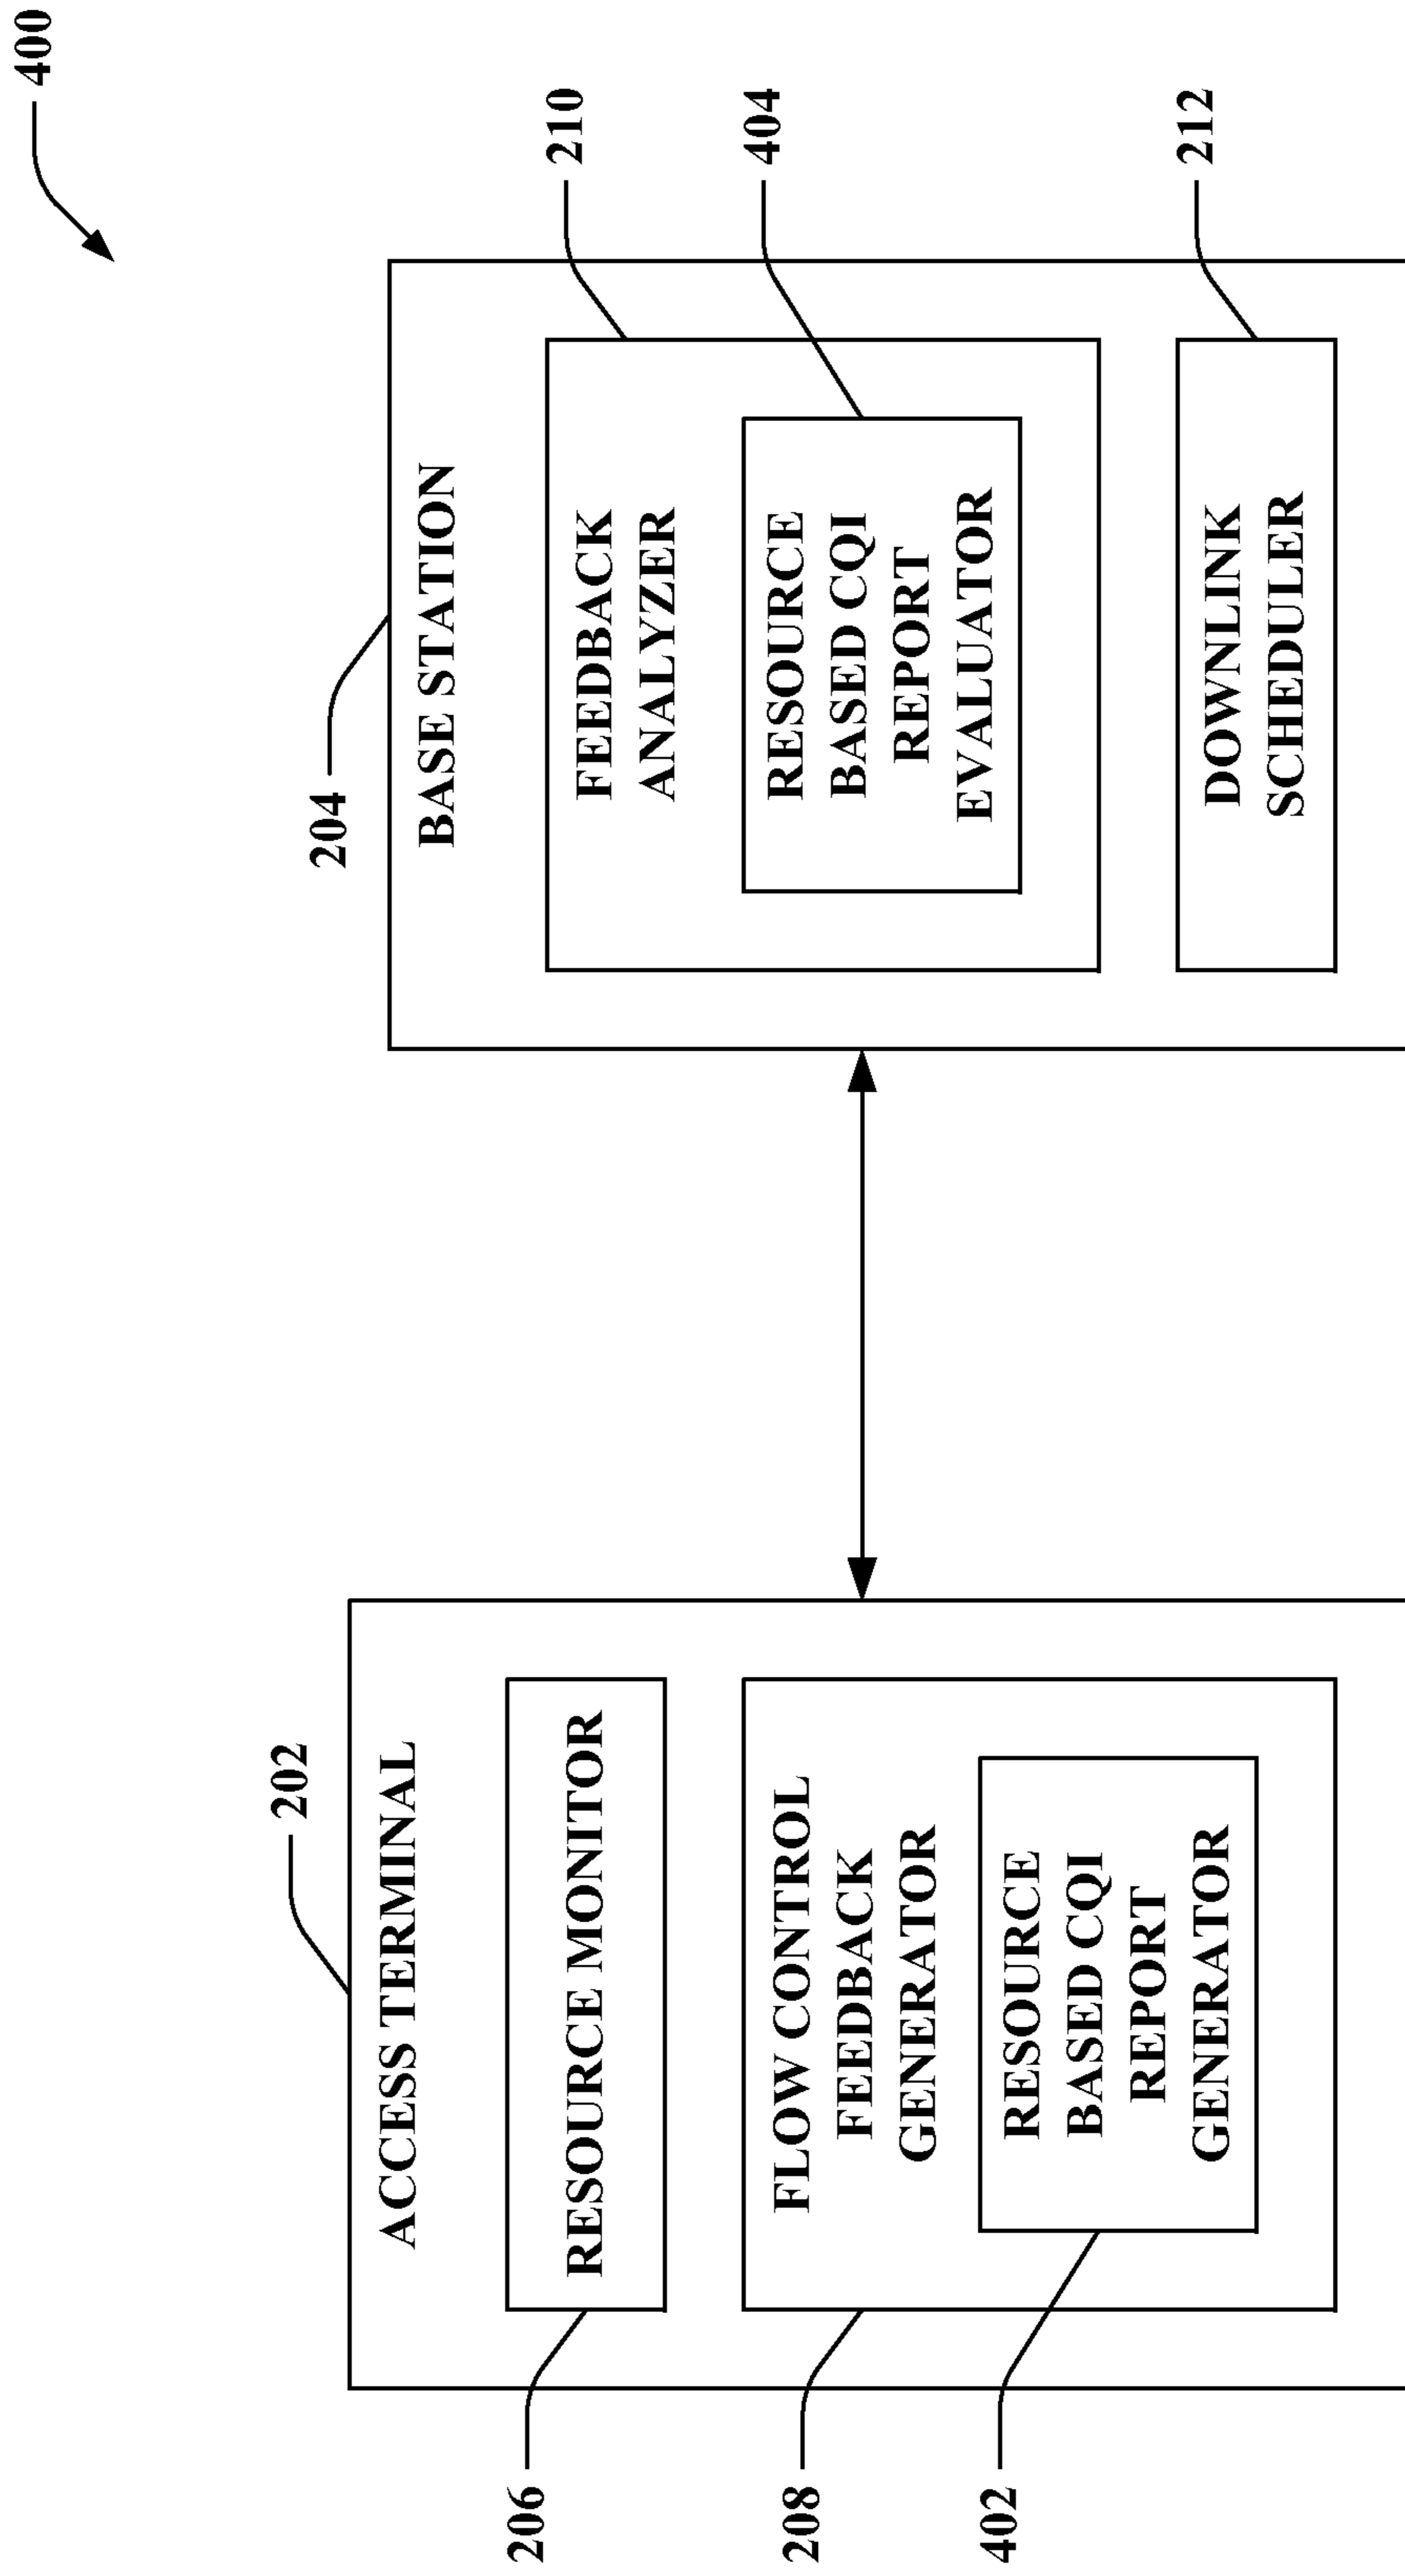 400
202
ACCESS TERMINAL
206
RESOURCE MONITOR
208
FLOW CONTROL
FEEDBACK
GENERATOR
402
RESOURCE
BASED CQI
REPORT
GENERATOR
204
BASE STATION
210
FEEDBACK
ANALYZER
404
RESOURCE
BASED CQI
REPORT
EVALUATOR
212
DOWNLINK
SCHEDULER